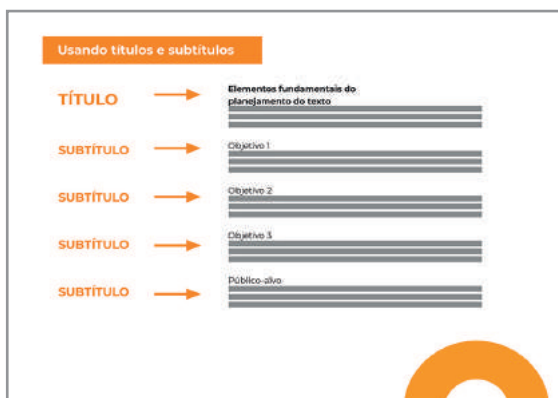 Usando títulos e subtítulos
TÍTULO
Elementos fundamentais do
planejamento do texto
SUBTÍTULO
Objetivo 1
SUBTÍTULO
Objetivo 2
SUBTÍTULO
Objetivo 3
SUBTÍTULO
Público-alvo